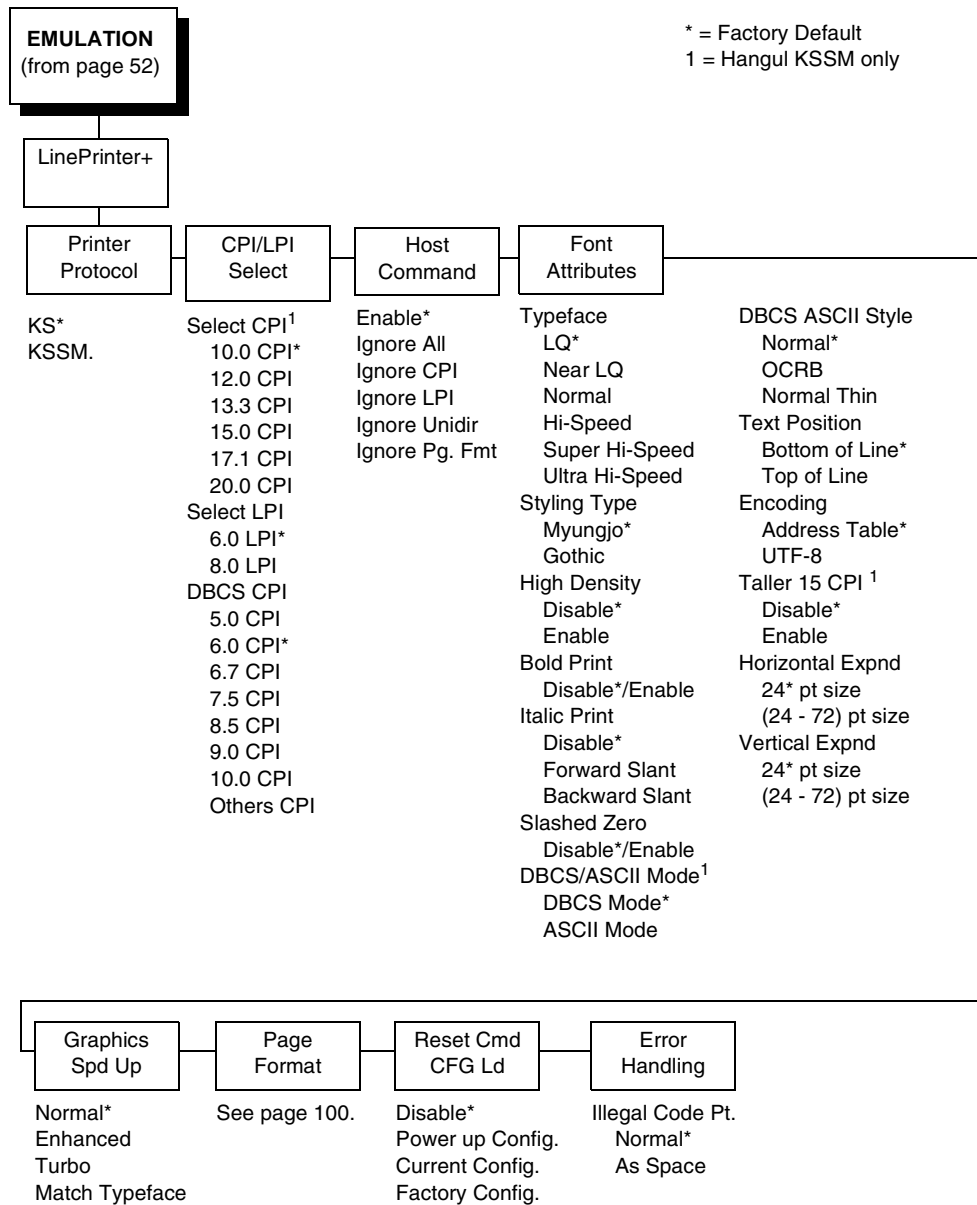 EMULATION
(from page 52)
* = Factory Default
1 = Hangul KSSM only
LinePrinter+
Printer
Protocol
KS*
KSSM.
CPI/LPI
Select
Select CPI1
10.0 CPI*
12.0 CPI
13.3 CPI
15.0 CPI
17.1 CPI
20.0 CPI
Select LPI
6.0 LPI*
8.0 LPI
DBCS CPI
5.0 CPI
6.0 CPI*
6.7 CPI
7.5 CPI
8.5 CPI
9.0 CPI
10.0 CPI
Others CPI
Host
Command
Enable*
Ignore All
Ignore CPI
Ignore LPI
Ignore Unidir
Ignore Pg. Fmt
Font
Attributes
Typeface
LQ*
Near LQ
Normal
Hi-Speed
Super Hi-Speed
Ultra Hi-Speed
Styling Type
Myungjo*
Gothic
High Density
Disable*
Enable
Bold Print
Disable*/Enable
Italic Print
Disable*
Forward Slant
Backward Slant
Slashed Zero
Disable*/Enable
DBCS/ASCII Mode1
DBCS Mode*
ASCII Mode
DBCS ASCII Style
Normal*
OCRB
Normal Thin
Text Position
Bottom of Line*
Top of Line
Encoding
Address Table*
UTF-8
Taller 15 CPI 1
Disable*
Enable
Horizontal Expnd
24* pt size
(24 - 72) pt size
Vertical Expnd
24* pt size
(24 - 72) pt size
Graphics
Spd Up
Normal*
Enhanced
Turbo
Match Typeface
Page
Format
See page 100.
Reset Cmd
CFG Ld
Disable*
Power up Config.
Current Config.
Factory Config.
Error
Handling
Illegal Code Pt.
Normal*
As Space